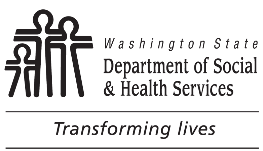 Washington State
Department of Social
& Health Services
Transforming lives